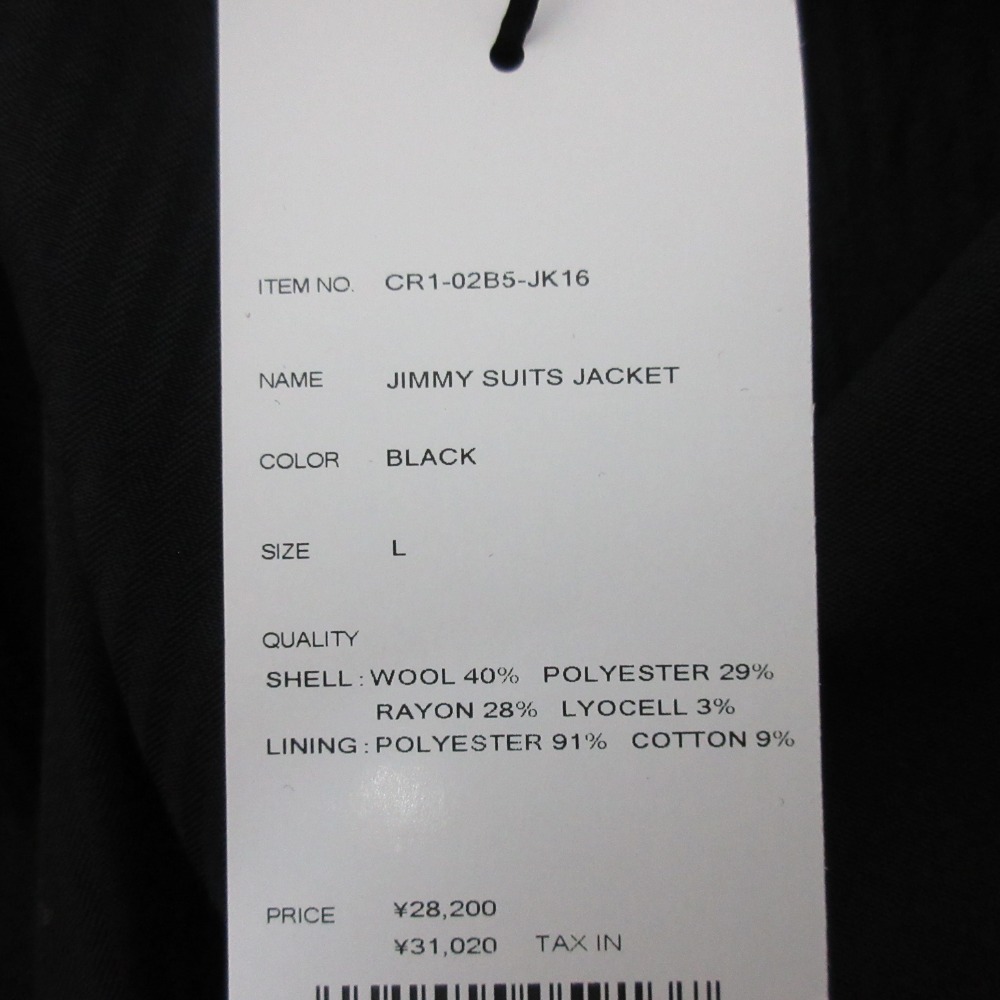 ITEM NO. CR1-02B5-JK16
NAME JIMMY SUITS JACKET
COLOR BLACK
SIZE L
QUALITY
SHELL : WOOL 40% POLYESTER 29%
RAYON 28% LYOCELL 3%
LINING : POLYESTER 91% COTTON 9%
PRICE ¥28,200
¥31,020 TAX IN